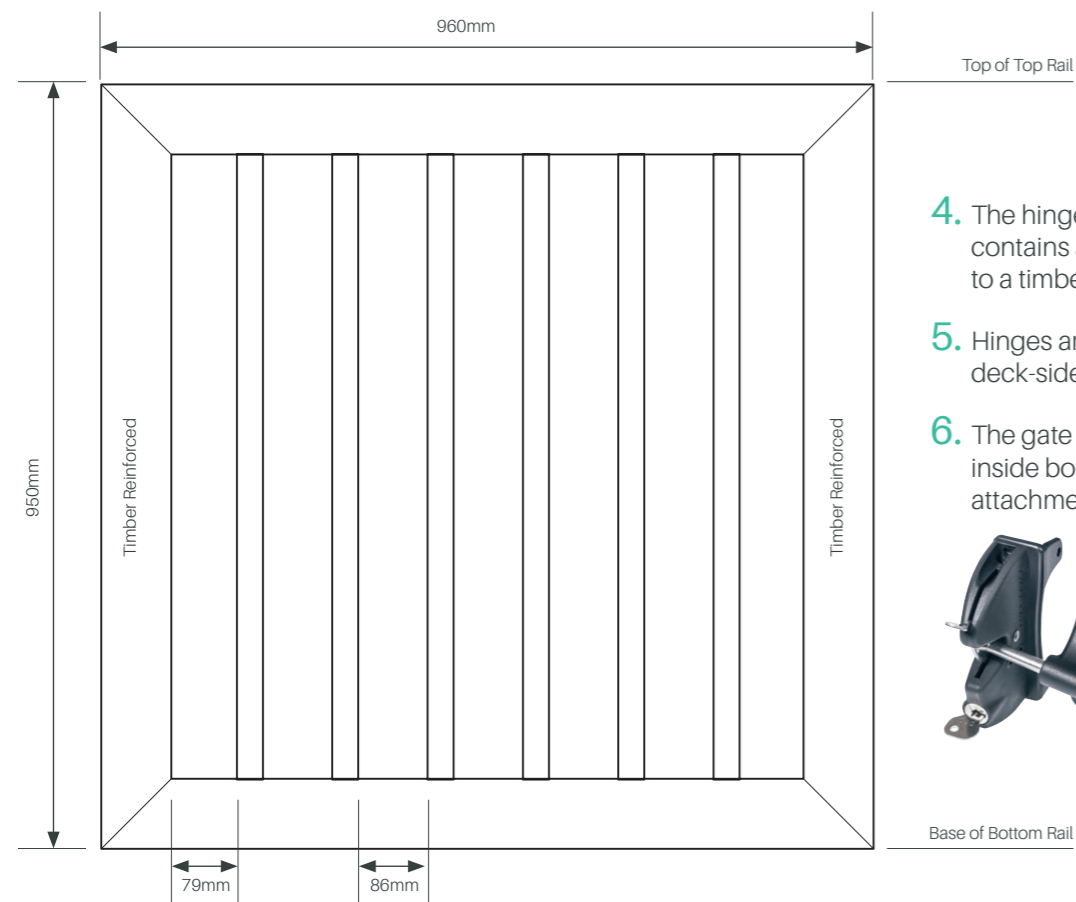 960mm
Top of Top Rail
950mm
Timber Reinforced
Timber Reinforced
4. The hinge
contains
to a timbe
5. Hinges ar
deck-side
6. The gate
inside bo
attachme
Base of Bottom Rail
79mm
86mm